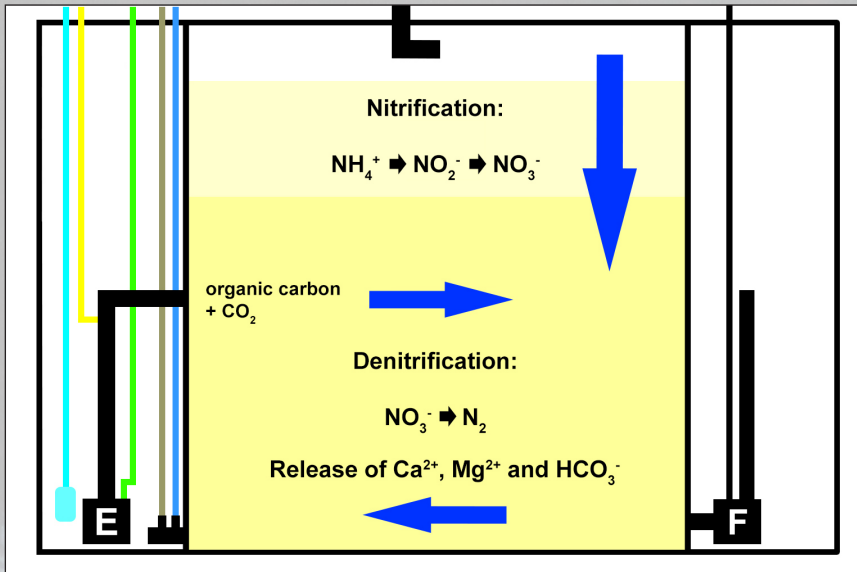 Nitrification:
NH₄⁺ 🡆 NO₂⁻ 🡆 NO₃⁻
organic carbon
+ CO₂
Denitrification:
NO₃⁻ 🡆 N₂
Release of Ca²⁺, Mg²⁺ and HCO₃⁻
E
F